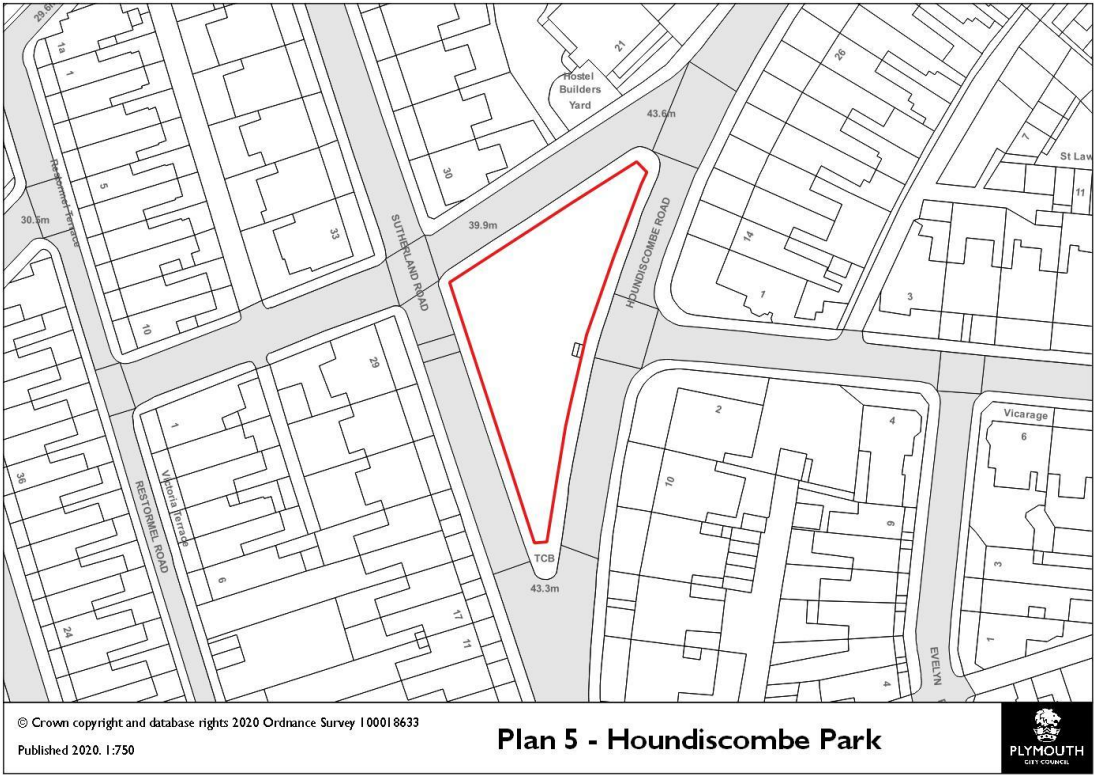 29.6m
1a
1
Restormel Terrace
5
30.5m
10
30
33
SUTHERLAND ROAD
39.9m
21
Hostel
Builders
Yard
43.6m
HOUNDISCOMBE ROAD
26
14
1
7
St Law
11
3
29
1
Victoria Terrace
RESTORMEL ROAD
36
24
6
17
11
TCB
43.3m
2
10
4
9
4
Vicarage
6
3
1
EVELYN
© Crown copyright and database rights 2020 Ordnance Survey 100018633
Published 2020. 1:750
Plan 5 - Houndiscombe Park
PLYMOUTH
CITY COUNCIL